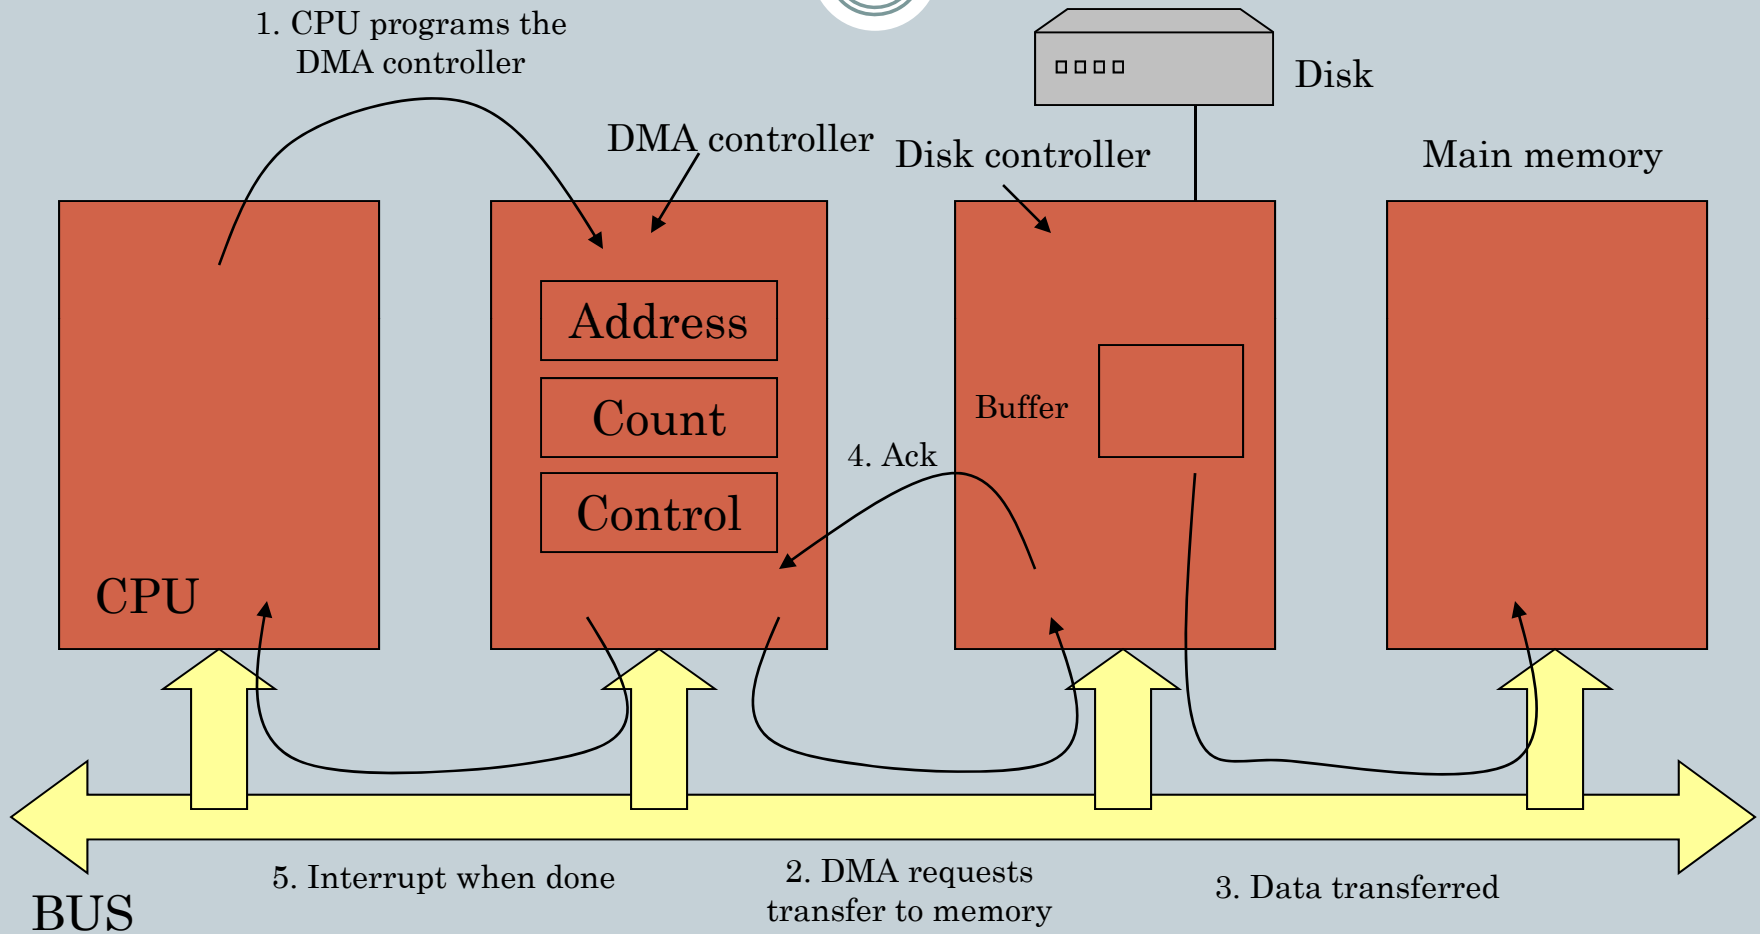 1. CPU programs the
DMA controller
Disk
DMA controller
Disk controller
Main memory
Address
Count
Control
Buffer
4. Ack
CPU
5. Interrupt when done
2. DMA requests
transfer to memory
3. Data transferred
BUS